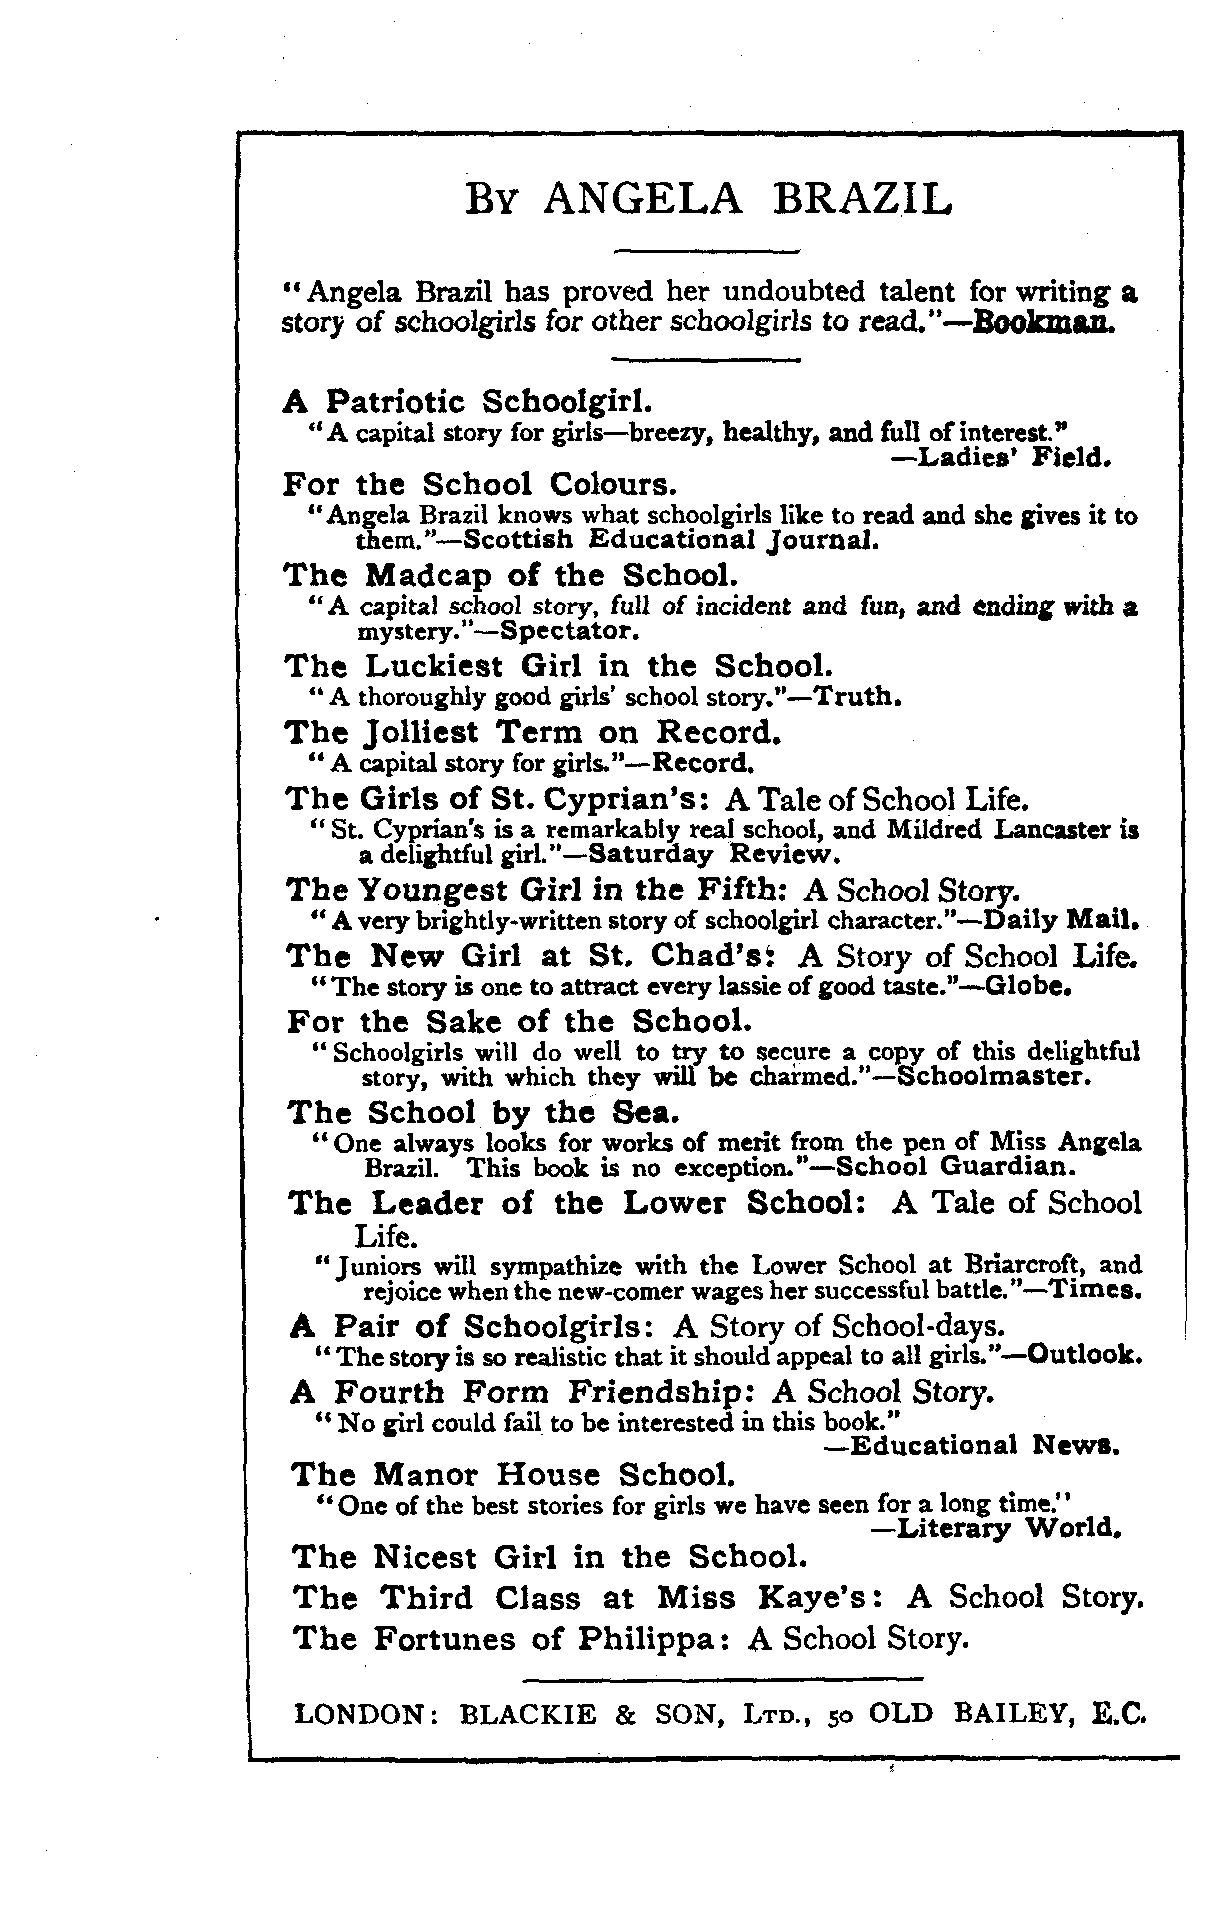 By ANGELA BRAZIL
"Angela Brazil has proved her undoubted talent for writing a
story of schoolgirls for other schoolgirls to read."—Bookman.
A Patriotic Schoolgirl.
"A capital story for girls—breezy, healthy, and full of interest."
—Ladies' Field.
For the School Colours.
"Angela Brazil knows what schoolgirls like to read and she gives it to
them."—Scottish Educational Journal.
The Madcap of the School.
"A capital school story, full of incident and fun, and ending with a
mystery."—Spectator.
The Luckiest Girl in the School.
"A thoroughly good girls' school story."—Truth.
The Jolliest Term on Record.
"A capital story for girls."—Record.
The Girls of St. Cyprian's: A Tale of School Life.
"St. Cyprian's is a remarkably real school, and Mildred Lancaster is
a delightful girl."—Saturday Review.
The Youngest Girl in the Fifth: A School Story.
"A very brightly-written story of schoolgirl character."—Daily Mail.
The New Girl at St. Chad's: A Story of School Life.
"The story is one to attract every lassie of good taste."—Globe.
For the Sake of the School.
"Schoolgirls will do well to try to secure a copy of this delightful
story, with which they will be charmed."—Schoolmaster.
The School by the Sea.
"One always looks for works of merit from the pen of Miss Angela
Brazil. This book is no exception."—School Guardian.
The Leader of the Lower School: A Tale of School
Life.
"Juniors will sympathize with the Lower School at Briarcroft, and
rejoice when the new-comer wages her successful battle."—Times.
A Pair of Schoolgirls: A Story of School-days.
"The story is so realistic that it should appeal to all girls."—Outlook.
A Fourth Form Friendship: A School Story.
"No girl could fail to be interested in this book."
—Educational News.
The Manor House School.
"One of the best stories for girls we have seen for a long time."
—Literary World.
The Nicest Girl in the School.
The Third Class at Miss Kaye's: A School Story.
The Fortunes of Philippa: A School Story.
LONDON: BLACKIE & SON, LTD., 50 OLD BAILEY, E.C.